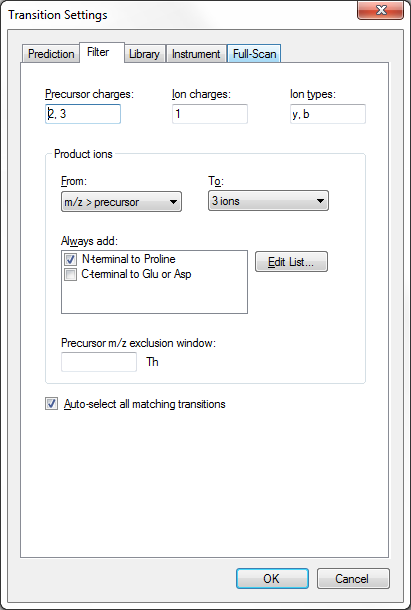 Transition Settings
Prediction Filter Library Instrument Full-Scan
Precursor charges: Ion charges: Ion types:
2, 3 1 y, b
Product ions
From: To:
m/z > precursor 3 ions
Always add:
N-terminal to Proline
C-terminal to Glu or Asp
Edit List...
Precursor m/z exclusion window:
Th
Auto-select all matching transitions
OK Cancel